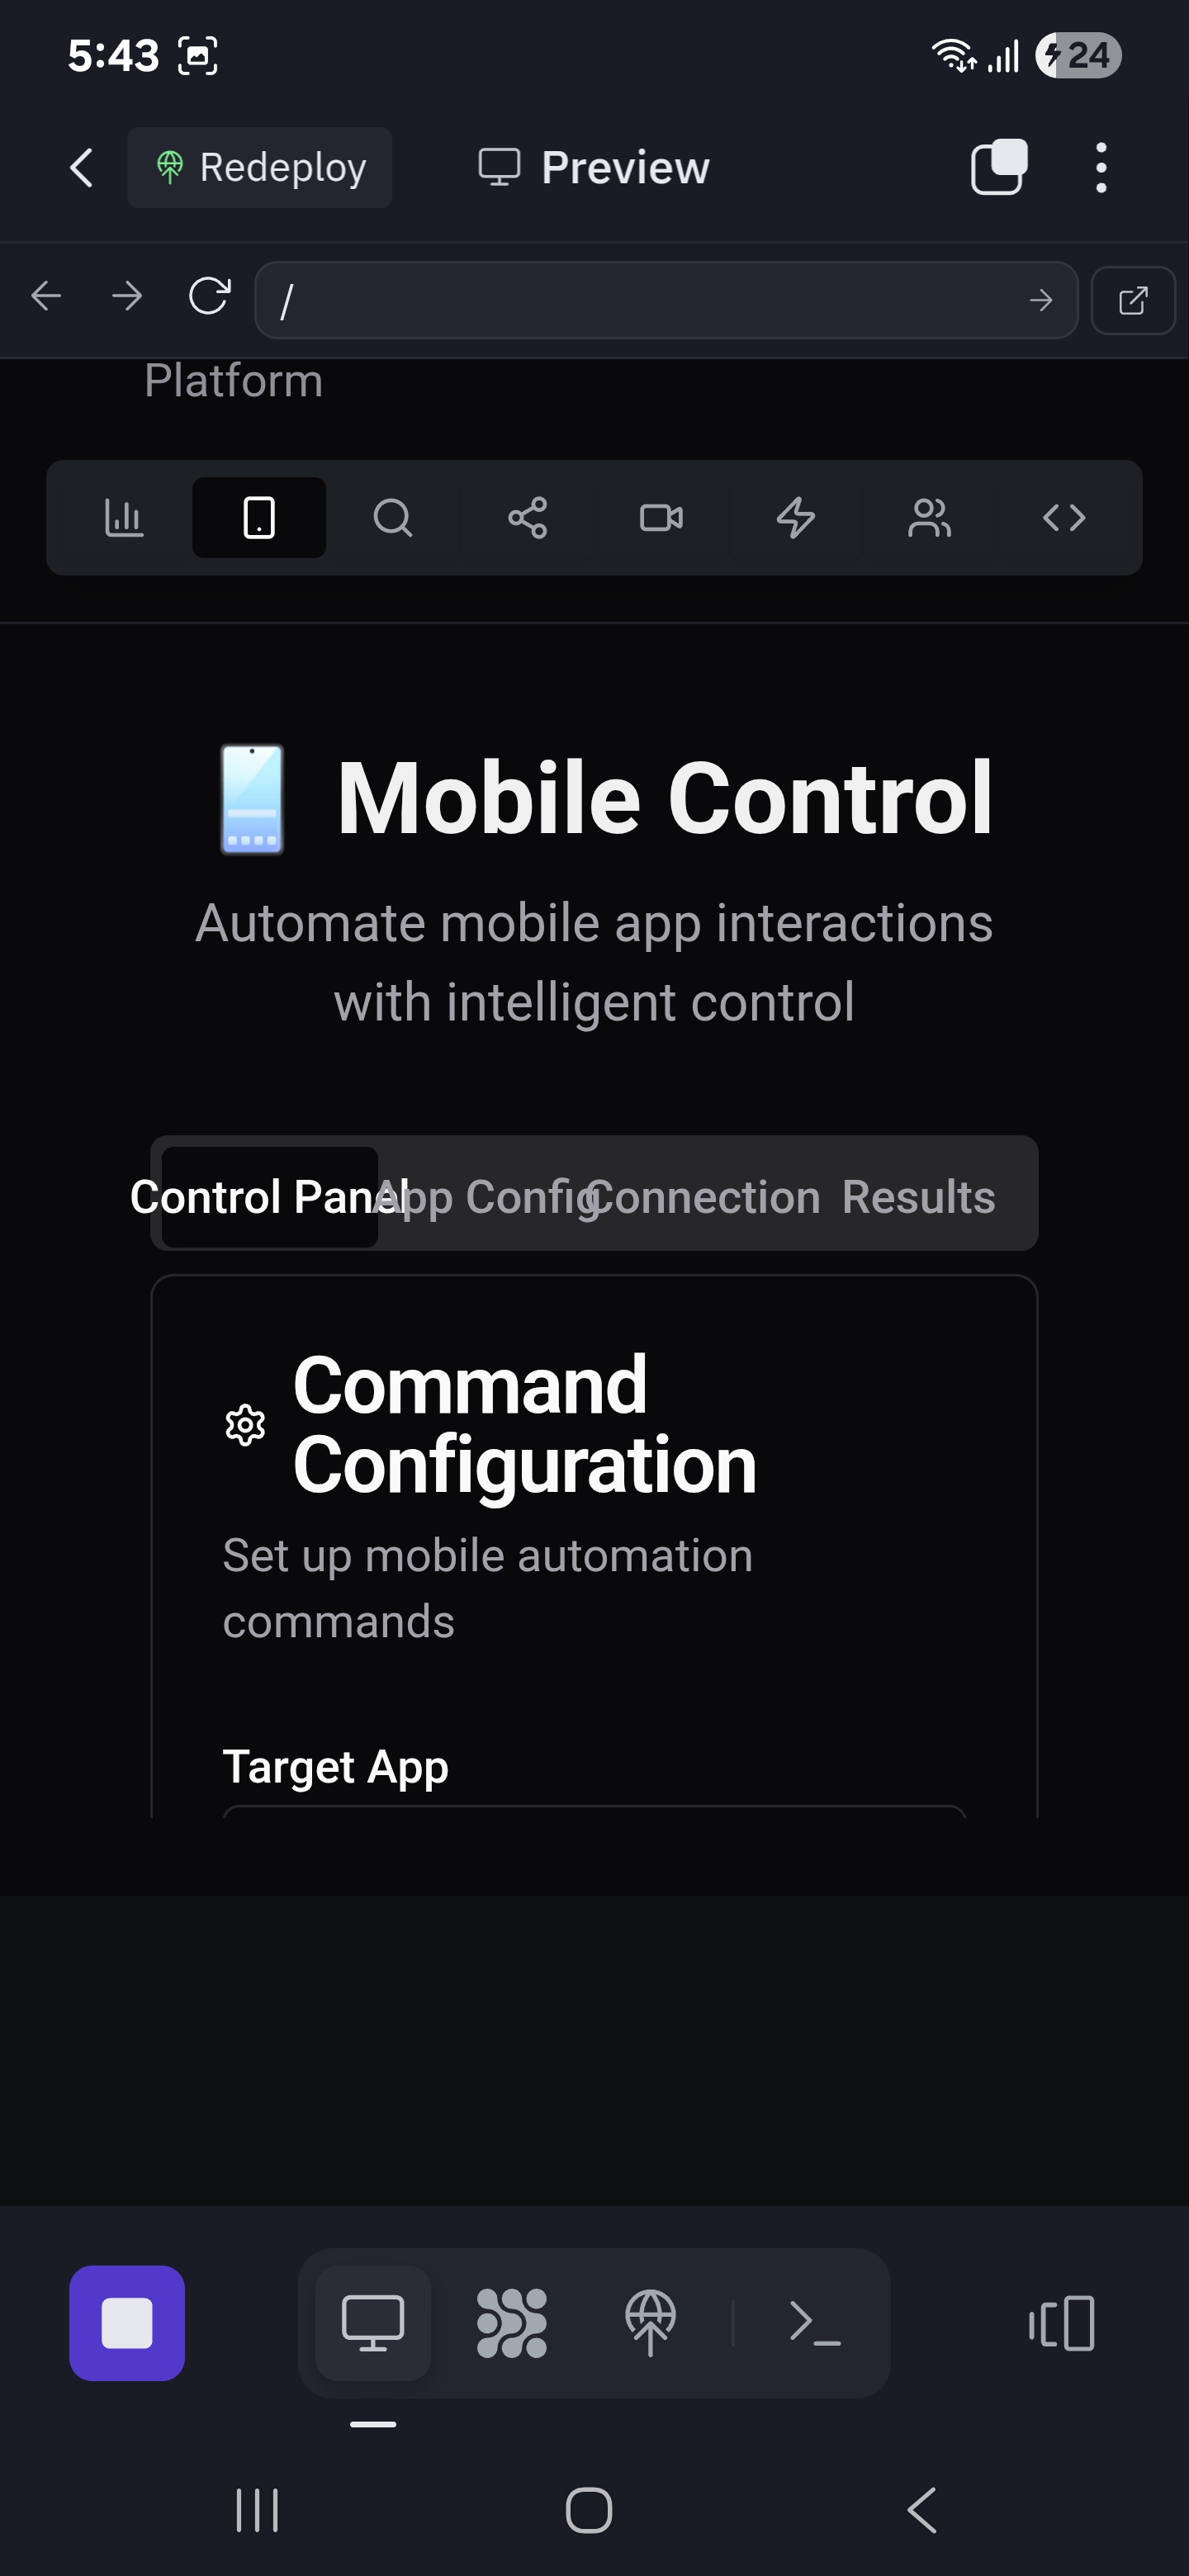 5:43
24
Redeploy
Preview
/
Platform
Mobile Control
Automate mobile app interactions
with intelligent control
Control Panel App Config Connection Results
Command
Configuration
Set up mobile automation
commands
Target App